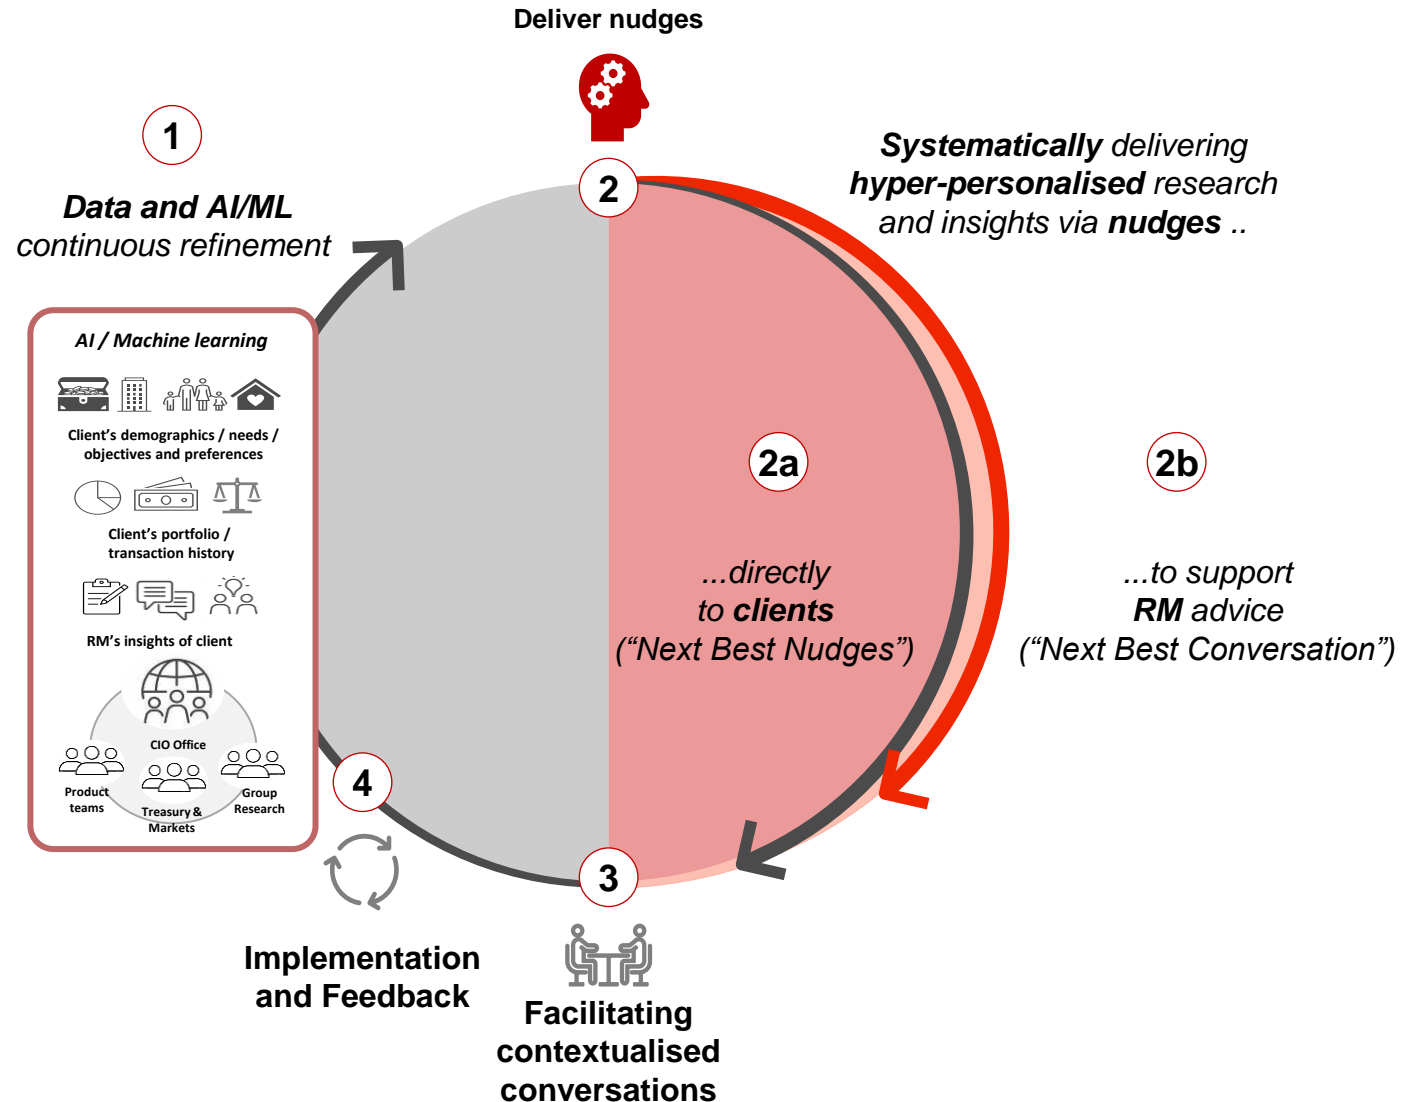 Deliver nudges
1
Data and AI/ML
continuous refinement
AI / Machine learning
Client's demographics / needs /
objectives and preferences
Client's portfolio /
transaction history
RM's insights of client
CIO Office
Product
teams
Treasury &
Markets
Group
Research
2
Systematically delivering
hyper-personalised research
and insights via nudges ..
2a
...directly
to clients
(“Next Best Nudges”)
2b
...to support
RM advice
(“Next Best Conversation”)
3
Facilitating
contextualised
conversations
4
Implementation
and Feedback